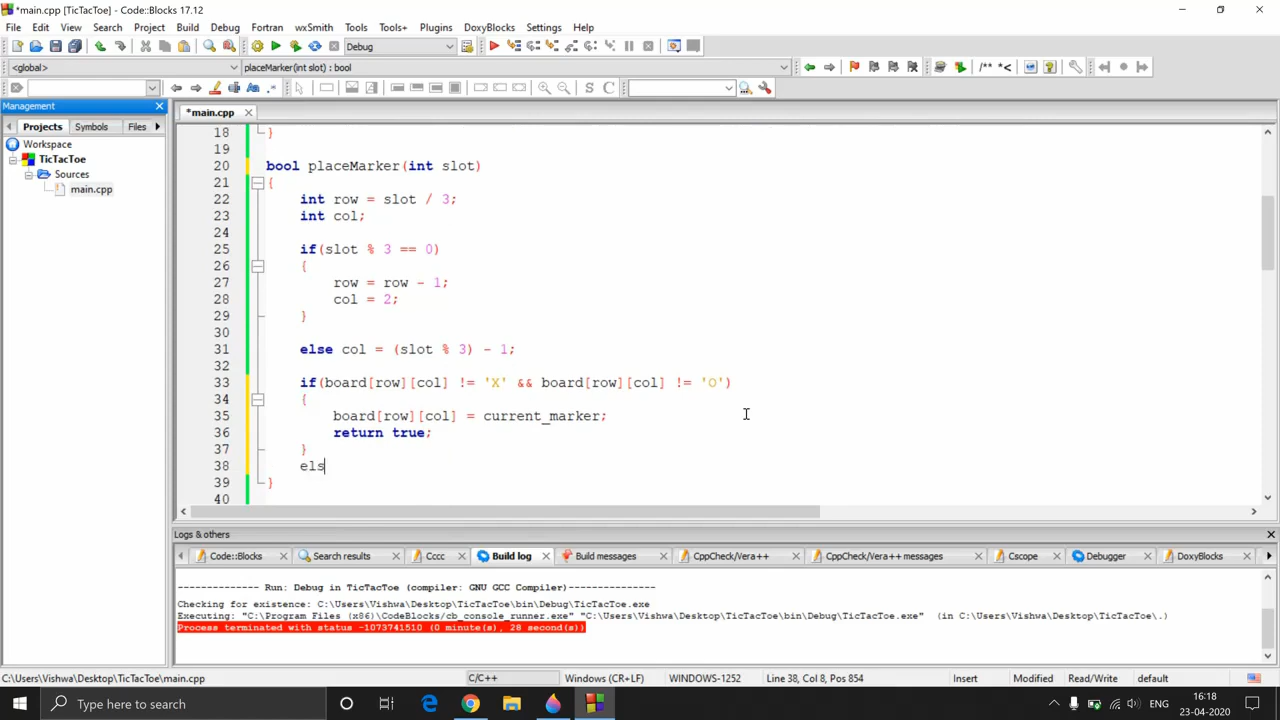 *main.cpp [TicTacToe] - Code::Blocks 17.12
File Edit View Search Project Build Debug Fortran wxSmith Tools Tools+ Plugins DoxyBlocks Settings Help
Debug
<global> placeMarker(int slot) : bool /** *<
S C
Management
Projects Symbols Files
*main.cpp
Workspace
TicTacToe
Sources
main.cpp
18 }
19
20 bool placeMarker(int slot)
21 {
22 int row = slot / 3;
23 int col;
24
25 if(slot % 3 == 0)
26 {
27 row = row - 1;
28 col = 2;
29 }
30
31 else col = (slot % 3) - 1;
32
33 if(board[row][col] != 'X' && board[row][col] != 'O')
34 {
35 board[row][col] = current_marker;
36 return true;
37 }
38 els
39 }
40
Logs & others
Code::Blocks Search results Cccc Build log Build messages CppCheck/Vera++ CppCheck/Vera++ messages Cscope Debugger DoxyBlocks
-------------- Run: Debug in TicTacToe (compiler: GNU GCC Compiler)---------------
Checking for existence: C:\Users\Vishwa\Desktop\TicTacToe\bin\Debug\TicTacToe.exe
Executing: "C:\Program Files (x86)\CodeBlocks/cb_console_runner.exe" "C:\Users\Vishwa\Desktop\TicTacToe\bin\Debug\TicTacToe.exe" (in C:\Users\Vishwa\Desktop\TicTacToe\.)
Process terminated with status -1073741510 (0 minute(s), 28 second(s))
C:\Users\Vishwa\Desktop\TicTacToe\main.cpp C/C++ Windows (CR+LF) WINDOWS-1252 Line 38, Col 8, Pos 854 Insert Modified Read/Write default
Type here to search
ENG
16:18
23-04-2020